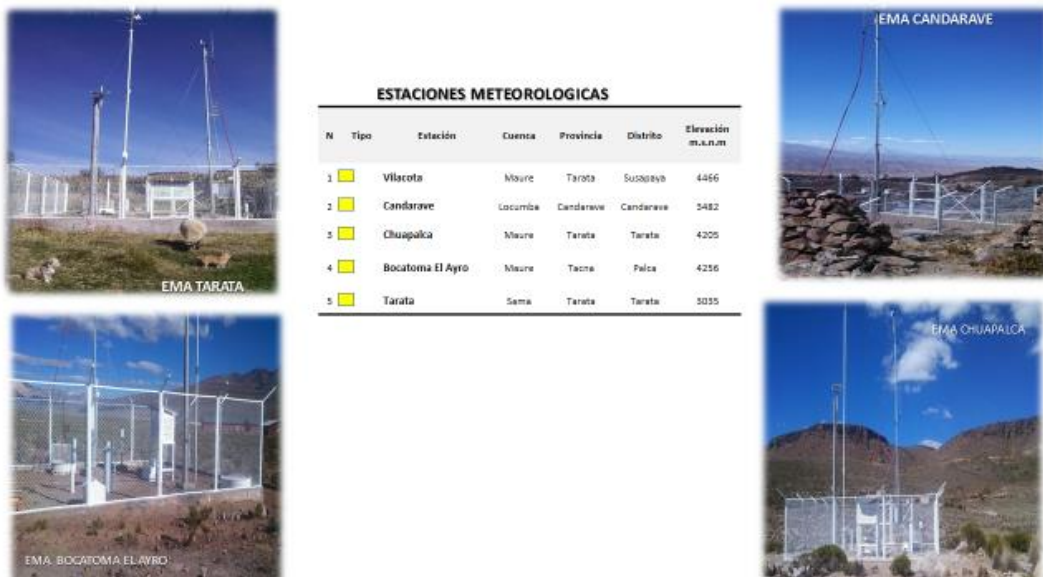 EMA CANDARAVE
ESTACIONES METEOROLOGICAS
N Tipo Estación Cuenca Provincia Distrito Elevación m.s.n.m
1 Vilacota Maure Tarata Susapaya 4466
2 Candarave Locumba Candarave Candarave 3482
3 Chuapalca Maure Tarata Tarata 4205
4 Bocatoma El Ayro Maure Tacna Palca 4256
5 Tarata Sama Tarata Tarata 3035
EMA TARATA
EMA CHUAPALCA
EMA BOCATOMA EL AYRO